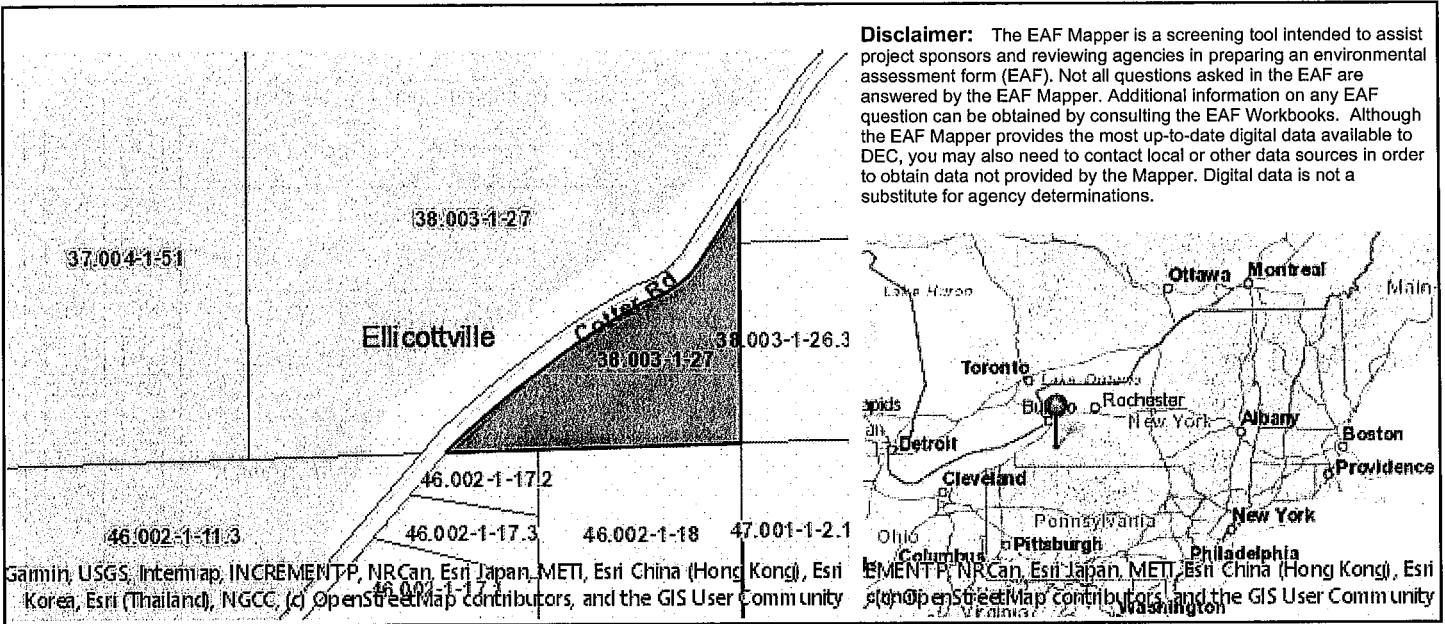 Disclaimer: The EAF Mapper is a screening tool intended to assist
project sponsors and reviewing agencies in preparing an environmental
assessment form (EAF). Not all questions asked in the EAF are
answered by the EAF Mapper. Additional information on any EAF
question can be obtained by consulting the EAF Workbooks. Although
the EAF Mapper provides the most up-to-date digital data available to
DEC, you may also need to contact local or other data sources in order
to obtain data not provided by the Mapper. Digital data is not a
substitute for agency determinations.
38.003-1-27
37.004-1-51
Cotter Rd
Ellicottville
38.003-1-27
38.003-1-26.3
46.002-1-17.2
46.002-1-11.3
46.002-1-17.3
46.002-1-18
47.001-1-2.1
Garmin, USGS, Intermap, INCREMENT P, NRCan, Esri Japan, METI, Esri China (Hong Kong), Esri
Korea, Esri (Thailand), NGCC, (c) OpenStreetMap contributors, and the GIS User Community
Ottawa
Montreal
Lake Huron
Main
Toronto
Lake Ontario
Rochester
New York
Albany
Boston
Detroit
Providence
Cleveland
New York
Pennsylvania
Ohio
Pittsburgh
Columbus
Philadelphia
EMENT P, NRCan, Esri Japan, METI, Esri China (Hong Kong), Esri
(c) OpenStreetMap contributors, and the GIS User Community
Virginia
Washington